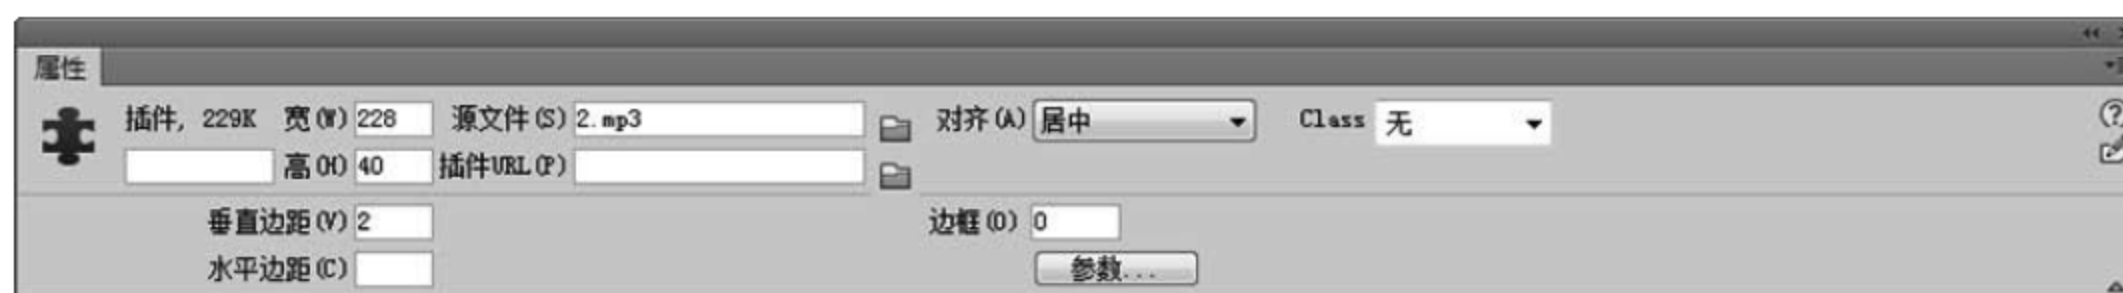 属性
插件, 229K 宽(W) 228 源文件(S) 2.mp3 对齐(A) 居中 Class 无
高(H) 40 插件URL(P)
垂直边距(V) 2 边框(O) 0
水平边距(C) 参数...